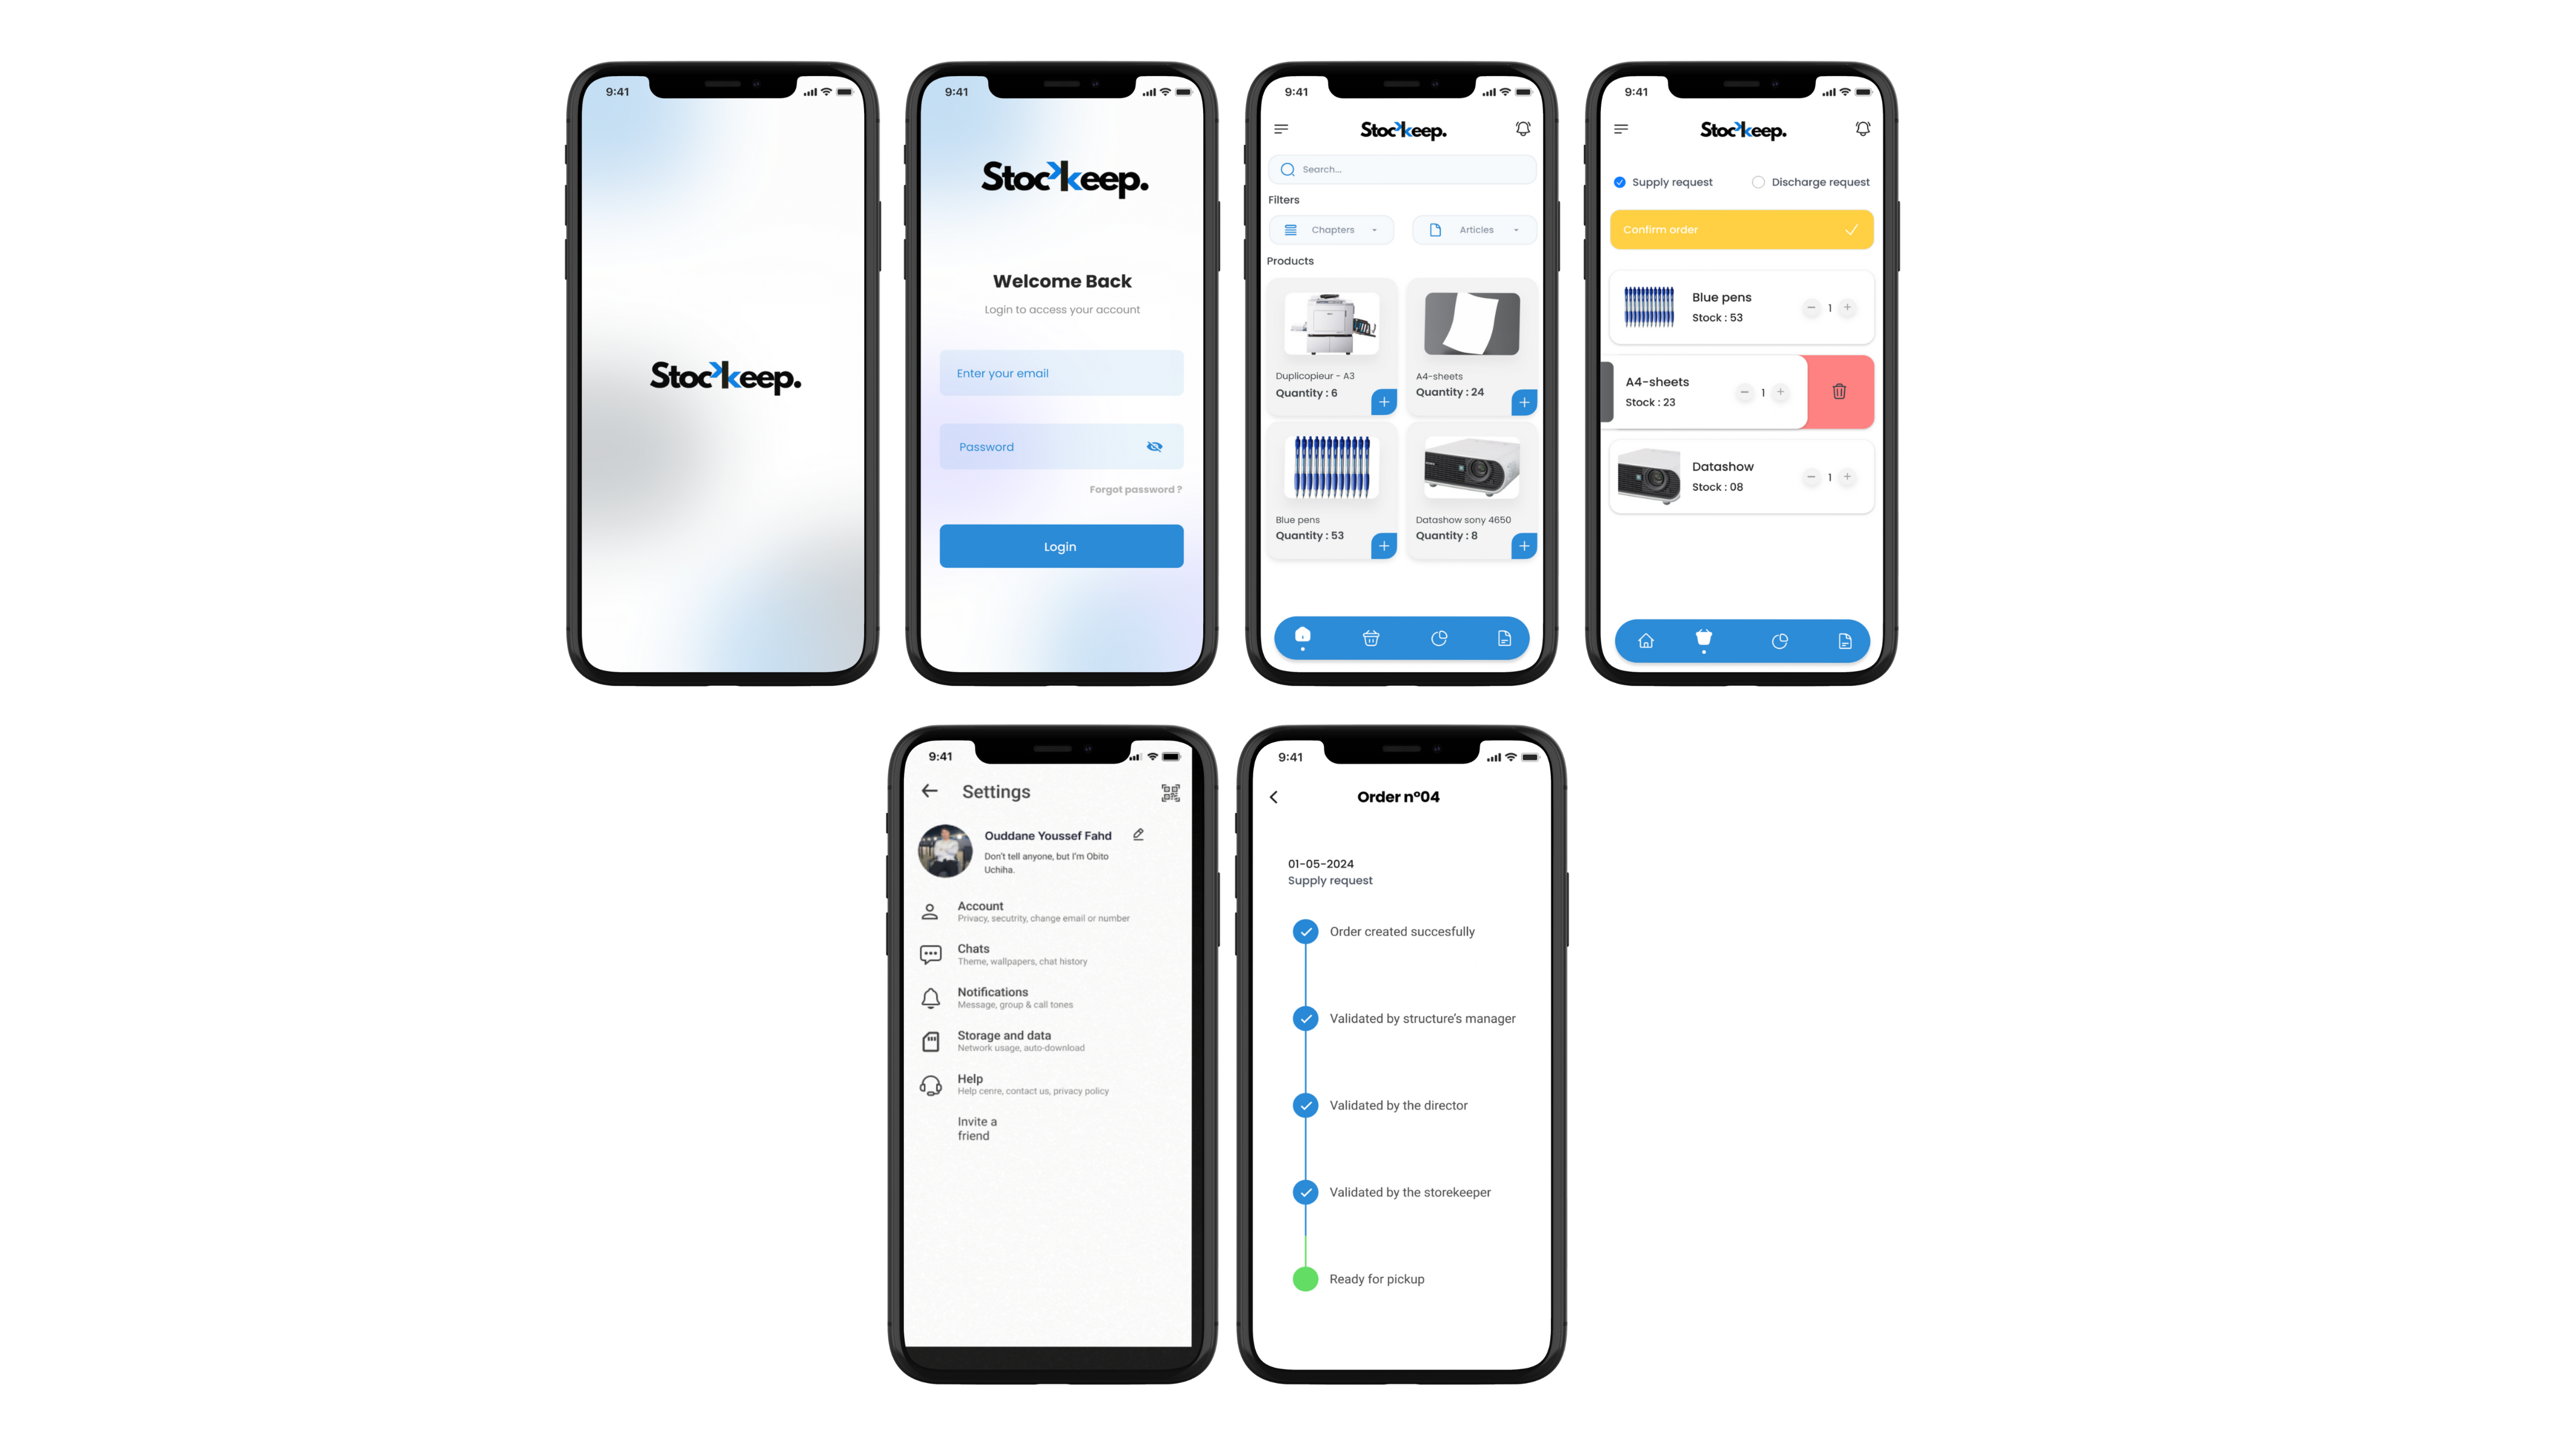 9:41
Stockeep.
9:41
Stockeep.
Welcome Back
Login to access your account
Enter your email
Password
Forgot password ?
Login
9:41
Stockeep.
Search...
Filters
Chapters
Articles
Products
Duplicopieur - A3
Quantity : 6
A4-sheets
Quantity : 24
Blue pens
Quantity : 53
Datashow sony 4650
Quantity : 8
9:41
Stockeep.
Supply request
Discharge request
Confirm order
Blue pens
Stock : 53
1
A4-sheets
Stock : 23
1
Datashow
Stock : 08
1
9:41
Settings
Ouddane Youssef Fahd
Don't tell anyone, but I'm Obito
Uchiha.
Account
Privacy, secutrity, change email or number
Chats
Theme, wallpapers, chat history
Notifications
Message, group & call tones
Storage and data
Network usage, auto-download
Help
Help cenre, contact us, privacy policy
Invite a
friend
9:41
Order n°04
01-05-2024
Supply request
Order created succesfully
Validated by structure's manager
Validated by the director
Validated by the storekeeper
Ready for pickup